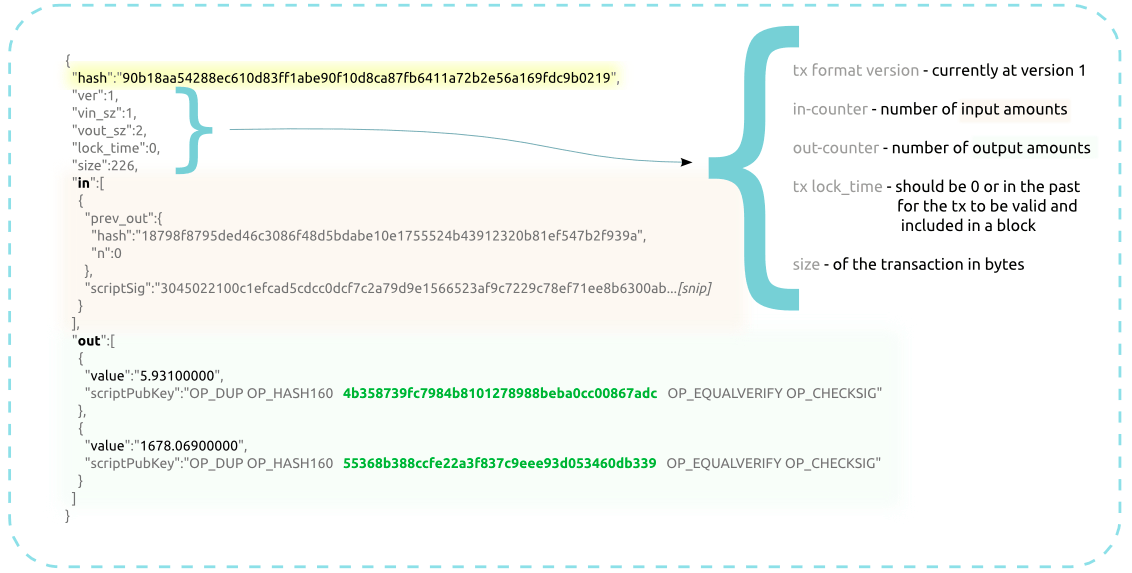 {
"hash":"90b18aa54288ec610d83ff1abe90f10d8ca87fb6411a72b2e56a169fdc9b0219",
"ver":1,
"vin_sz":1,
"vout_sz":2,
"lock_time":0,
"size":226,
"in":[
{
"prev_out":{
"hash":"18798f8795ded46c3086f48d5bdabe10e1755524b43912320b81ef547b2f939a",
"n":0
},
"scriptSig":"3045022100c1efcad5cdcc0dcf7c2a79d9e1566523af9c7229c78ef71ee8b6300ab...[snip]
}
],
"out":[
{
"value":"5.93100000",
"scriptPubKey":"OP_DUP OP_HASH160 4b358739fc7984b8101278988beba0cc00867adc OP_EQUALVERIFY OP_CHECKSIG"
},
{
"value":"1678.06900000",
"scriptPubKey":"OP_DUP OP_HASH160 55368b388ccfe22a3f837c9eee93d053460db339 OP_EQUALVERIFY OP_CHECKSIG"
}
]
}
tx format version - currently at version 1
in-counter - number of input amounts
out-counter - number of output amounts
tx lock_time - should be 0 or in the past
for the tx to be valid and
included in a block
size - of the transaction in bytes